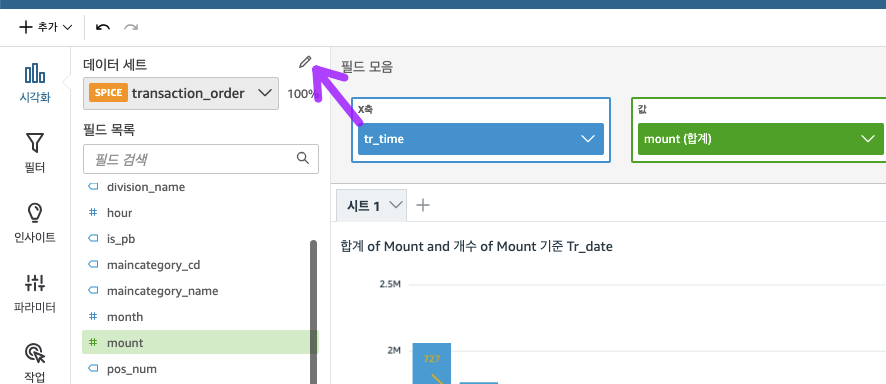 추가
데이터 세트
필드 모음
시각화
SPICE transaction_order
100%
X축
값
tr_time
mount (합계)
필드 목록
필드 검색
필터
division_name
hour
시트 1
인사이트
is_pb
합계 of Mount and 개수 of Mount 기준 Tr_date
maincategory_cd
maincategory_name
2.5M
파라미터
month
mount
2M
727
작업
pos_num